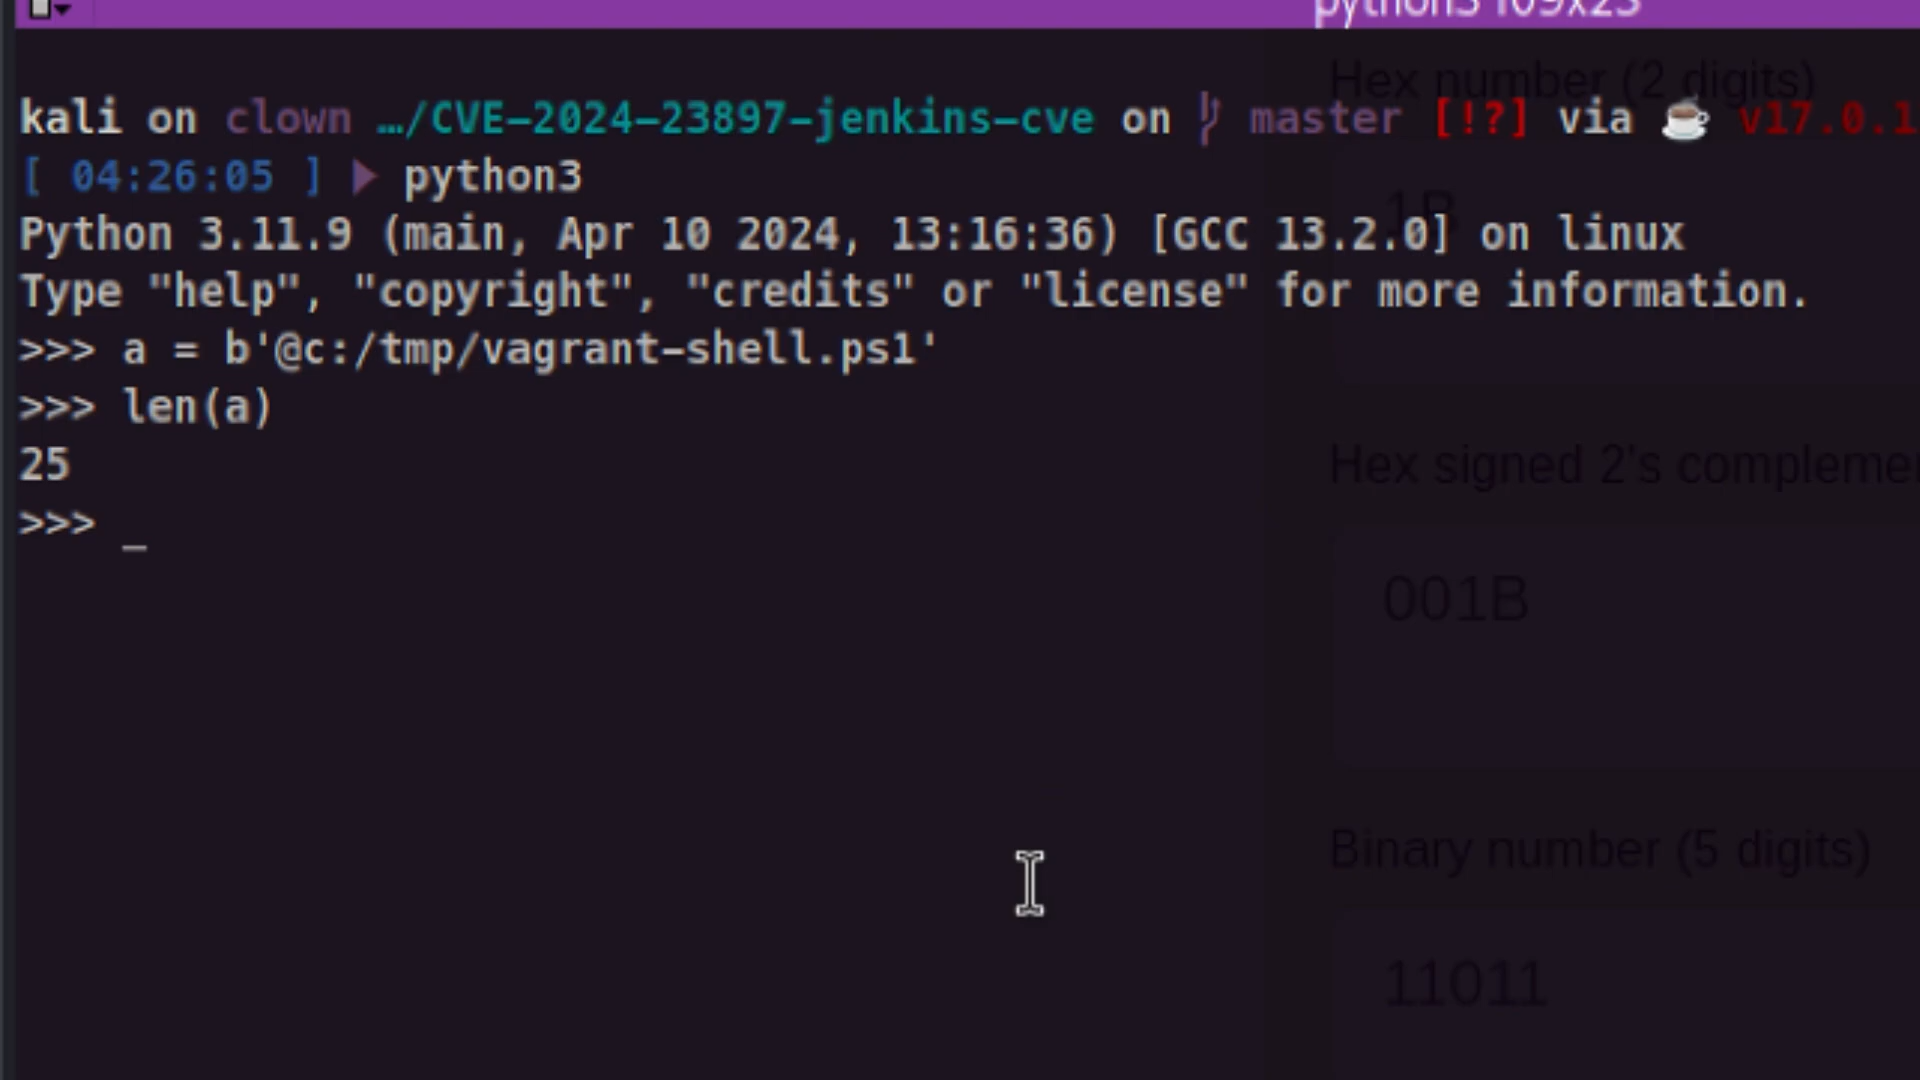 kali on clown …/CVE-2024-23897-jenkins-cve on master [!?] via ☕ v17.0.1
[ 04:26:05 ] python3
Python 3.11.9 (main, Apr 10 2024, 13:16:36) [GCC 13.2.0] on linux
Type "help", "copyright", "credits" or "license" for more information.
>>> a = b'@c:/tmp/vagrant-shell.ps1'
>>> len(a)
25
>>> _
Hex number (2 digits)
1B
Hex signed 2's
001B
Binary number (5 digits)
11011